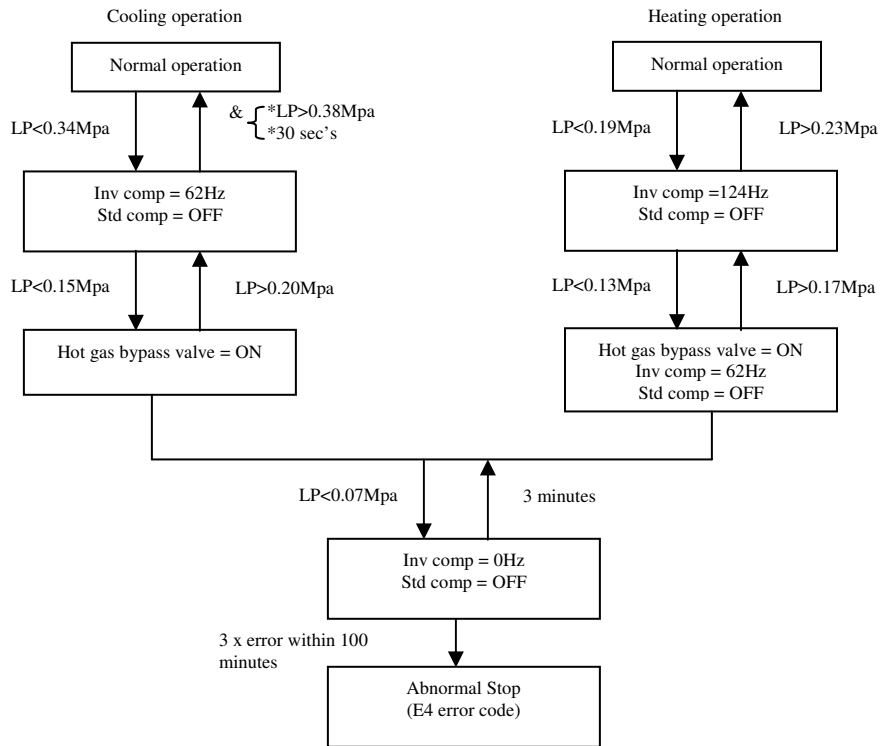 Cooling operation
Heating operation
Normal operation
Normal operation
LP<0.34Mpa
& *LP>0.38Mpa
*30 sec’s
LP<0.19Mpa
LP>0.23Mpa
Inv comp = 62Hz
Std comp = OFF
Inv comp =124Hz
Std comp = OFF
LP<0.15Mpa
LP>0.20Mpa
LP<0.13Mpa
LP>0.17Mpa
Hot gas bypass valve = ON
Hot gas bypass valve = ON
Inv comp = 62Hz
Std comp = OFF
LP<0.07Mpa
3 minutes
Inv comp = 0Hz
Std comp = OFF
3 x error within 100
minutes
Abnormal Stop
(E4 error code)